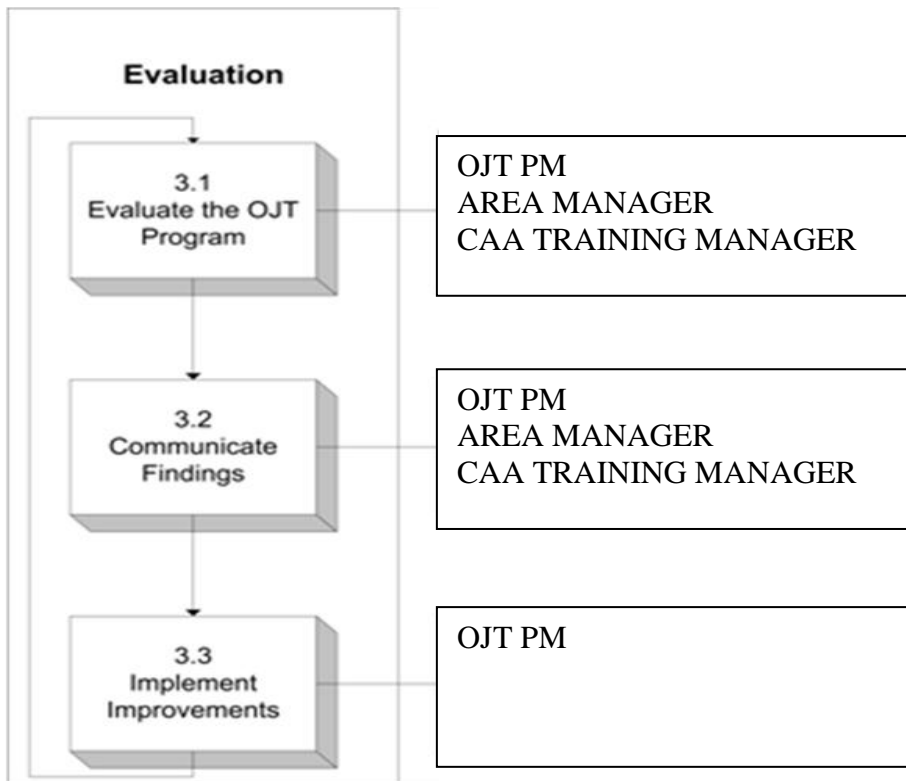 Evaluation
3.1
Evaluate the OJT
Program
OJT PM
AREA MANAGER
CAA TRAINING MANAGER
3.2
Communicate
Findings
OJT PM
AREA MANAGER
CAA TRAINING MANAGER
3.3
Implement
Improvements
OJT PM